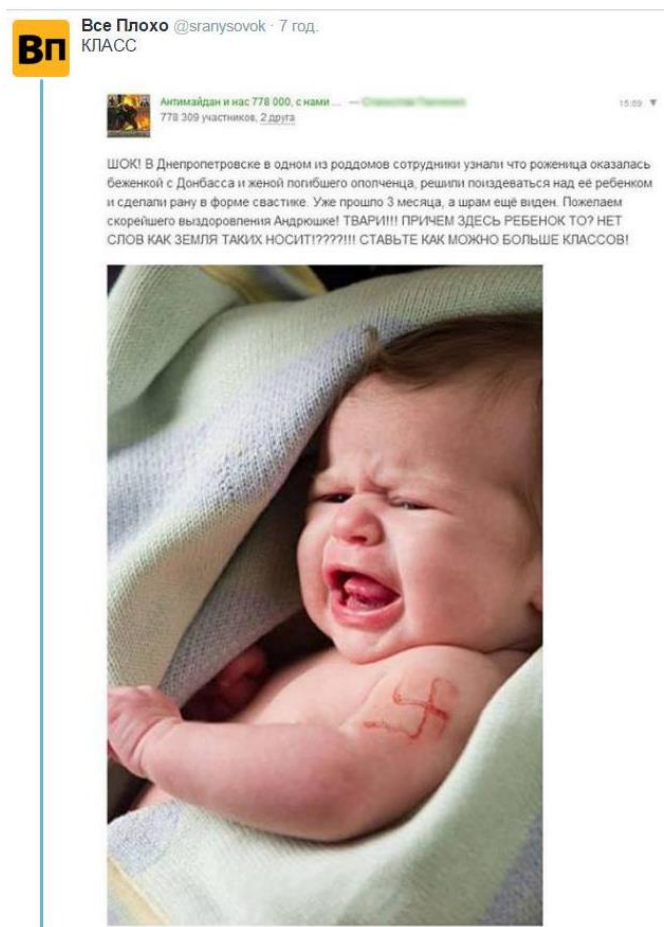 Все Плохо @sranysovok · 7 год.
Вп
КЛАСС
Антимайдан и нас 778 000, с нами ... —
15:09
778 309 участников, 2 друга
ШОК! В Днепропетровске в одном из роддомов сотрудники узнали что роженица оказалась
беженкой с Донбасса и женой погибшего ополченца, решили поиздеваться над её ребенком
и сделали рану в форме свастике. Уже прошло 3 месяца, а шрам ещё виден. Пожелаем
скорейшего выздоровления Андрюшке! ТВАРИ!!! ПРИЧЕМ ЗДЕСЬ РЕБЕНОК ТО? НЕТ
СЛОВ КАК ЗЕМЛЯ ТАКИХ НОСИТ!????!!! СТАВЬТЕ КАК МОЖНО БОЛЬШЕ КЛАССОВ!